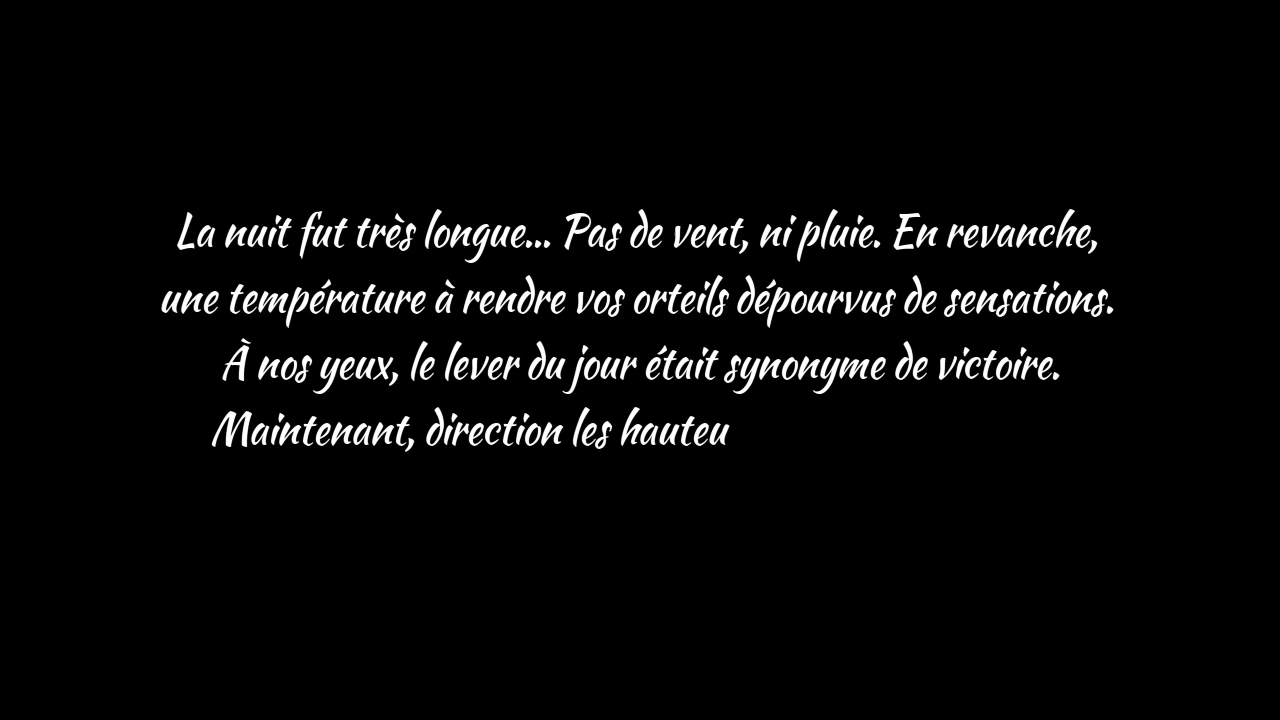 La nuit fut très longue... Pas de vent, ni pluie. En revanche,
une température à rendre vos orteils dépourvus de sensations.
À nos yeux, le lever du jour était synonyme de victoire.
Maintenant, direction les hauteu